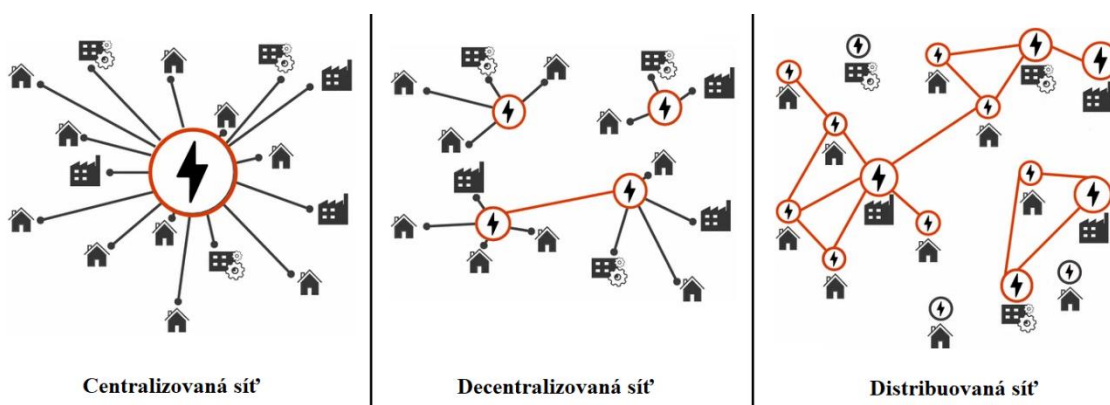 Centralizovaná síť
Decentralizovaná síť
Distribuovaná síť